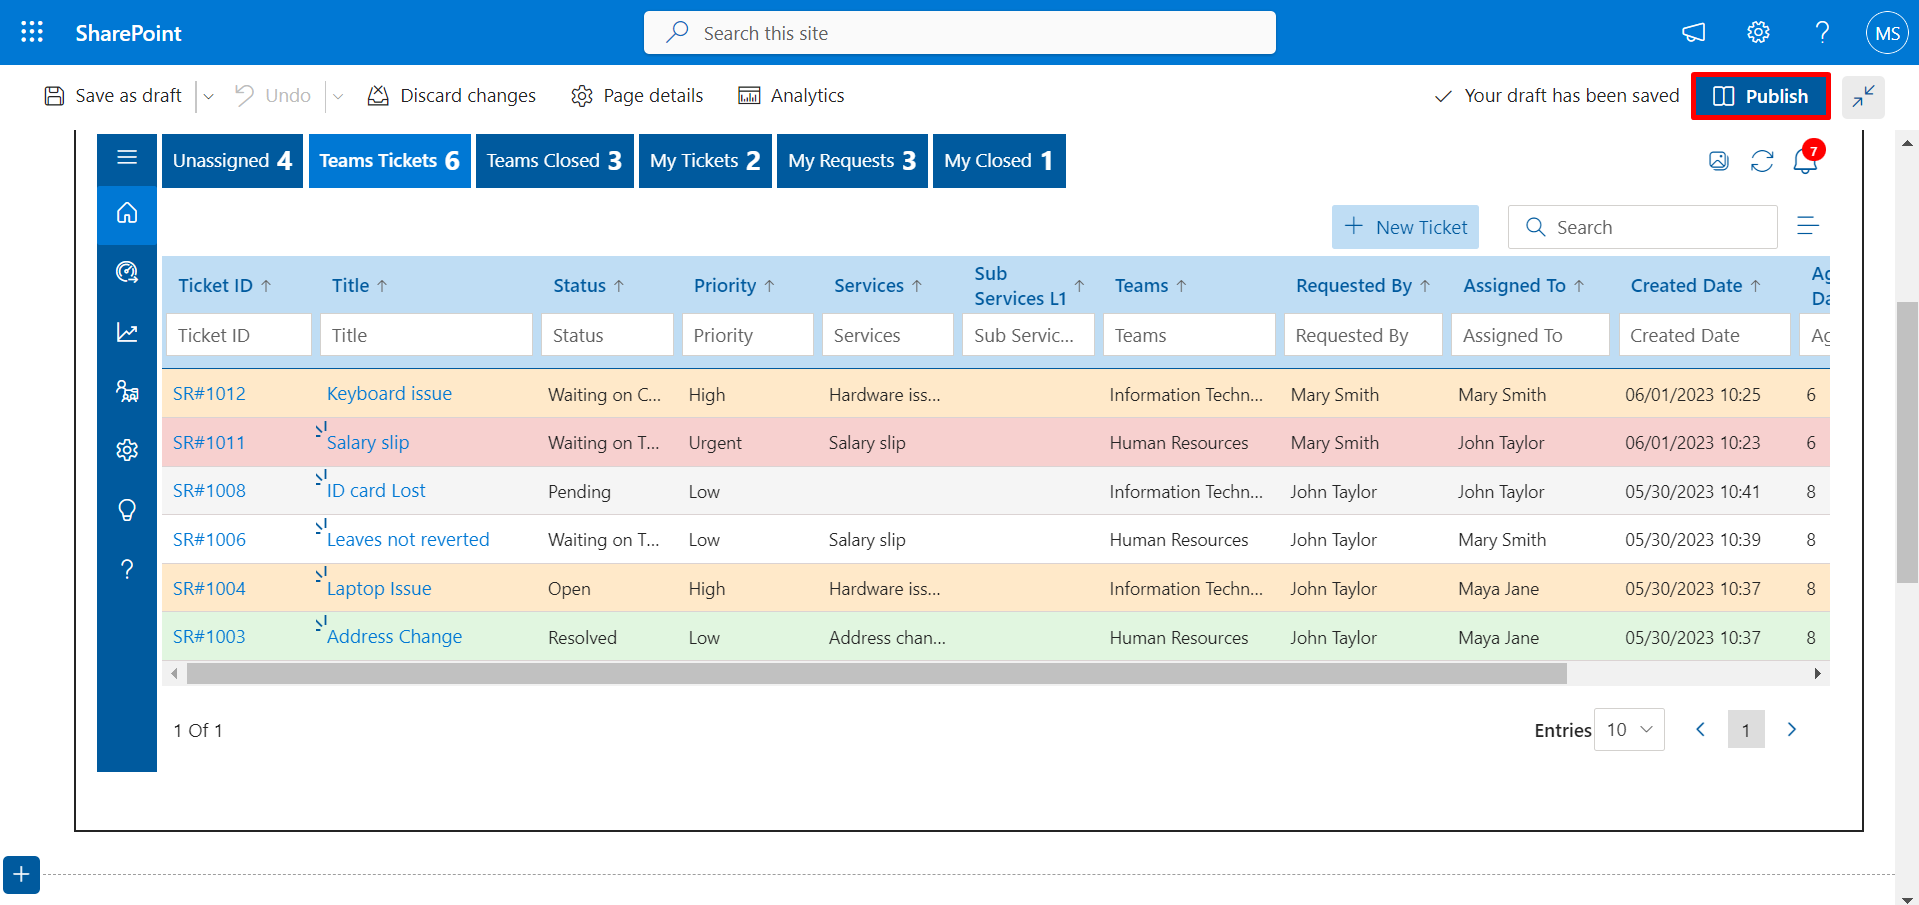 SharePoint
Search this site
MS
Save as draft
Undo
Discard changes
Page details
Analytics
Your draft has been saved
Publish
Unassigned 4
Teams Tickets 6
Teams Closed 3
My Tickets 2
My Requests 3
My Closed 1
7
+ New Ticket
Search
Ticket ID ↑ Title ↑ Status ↑ Priority ↑ Services ↑ Sub Services L1 ↑ Teams ↑ Requested By ↑ Assigned To ↑ Created Date ↑
Ticket ID Title Status Priority Services Sub Servic... Teams Requested By Assigned To Created Date
SR#1012 Keyboard issue Waiting on C... High Hardware iss... Information Techn... Mary Smith Mary Smith 06/01/2023 10:25 6
SR#1011 Salary slip Waiting on T... Urgent Salary slip Human Resources Mary Smith John Taylor 06/01/2023 10:23 6
SR#1008 ID card Lost Pending Low Information Techn... John Taylor John Taylor 05/30/2023 10:41 8
SR#1006 Leaves not reverted Waiting on T... Low Salary slip Human Resources John Taylor Mary Smith 05/30/2023 10:39 8
SR#1004 Laptop Issue Open High Hardware iss... Information Techn... John Taylor Maya Jane 05/30/2023 10:37 8
SR#1003 Address Change Resolved Low Address chan... Human Resources John Taylor Maya Jane 05/30/2023 10:37 8
1 Of 1
Entries 10
1